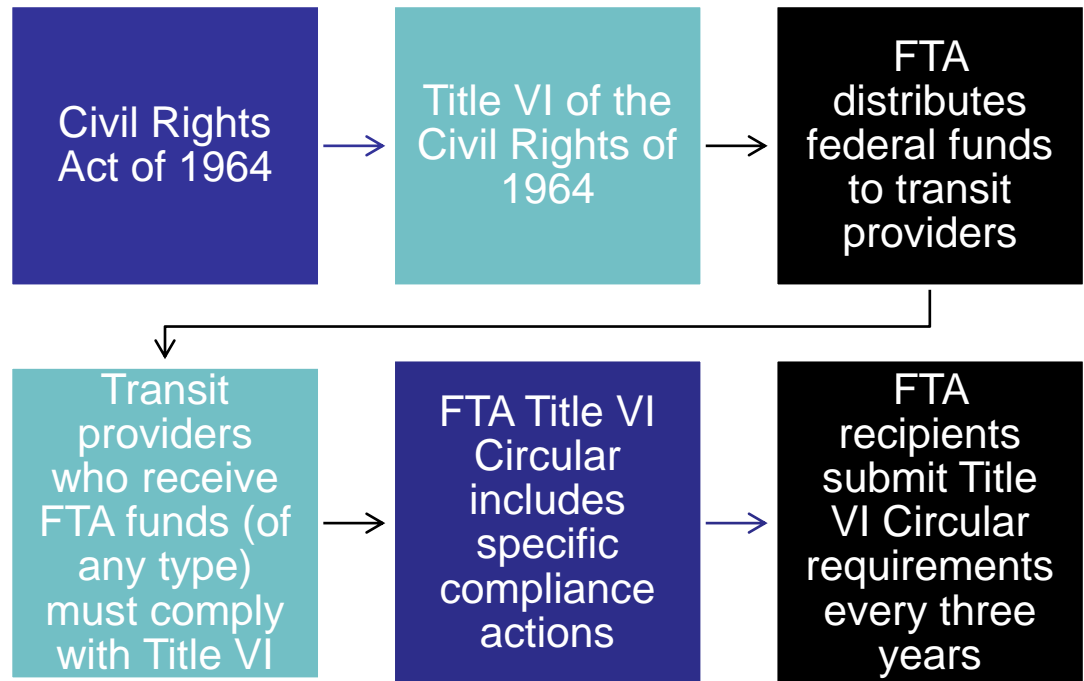 Civil Rights
Act of 1964
Title VI of the
Civil Rights of
1964
FTA
distributes
federal funds
to transit
providers
Transit
providers
who receive
FTA funds (of
any type)
must comply
with Title VI
FTA Title VI
Circular
includes
specific
compliance
actions
FTA
recipients
submit Title
VI Circular
requirements
every three
years